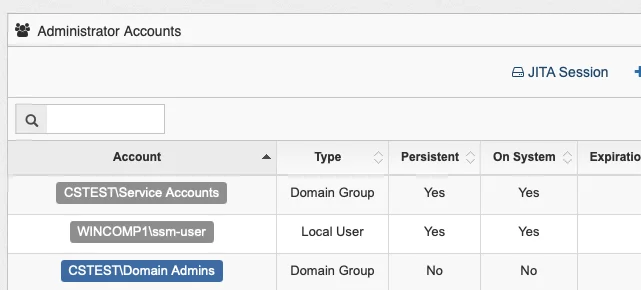 Administrator Accounts
JITA Session
Account Type Persistent On System Expiratio
CSTEST\Service Accounts Domain Group Yes Yes
WINCOMP1\ssm-user Local User Yes Yes
CSTEST\Domain Admins Domain Group No No